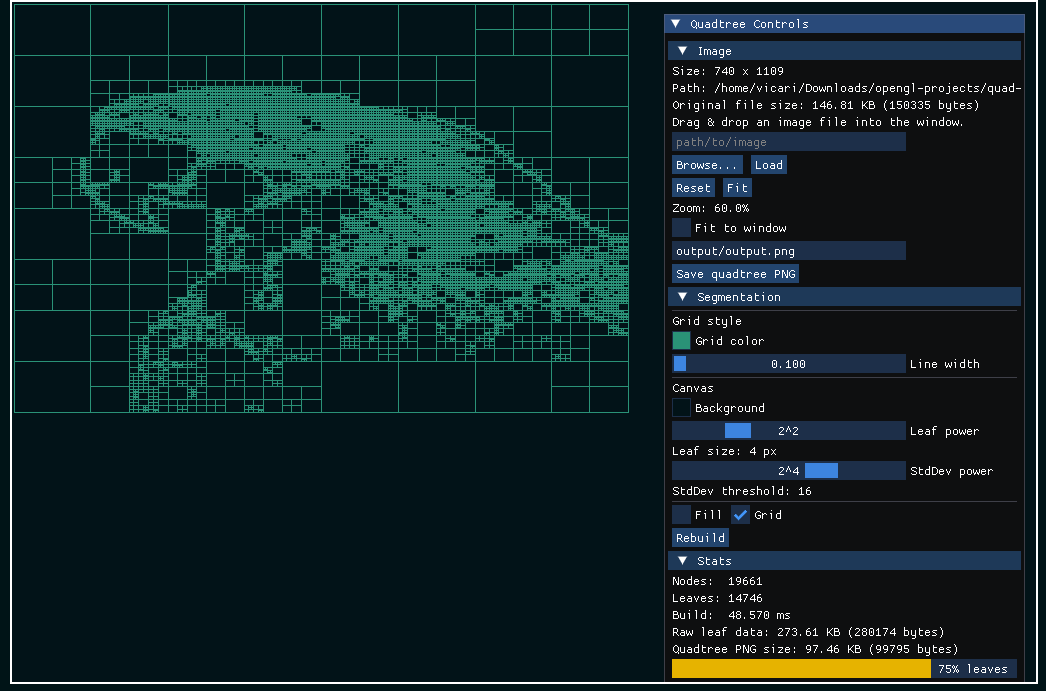 Quadtree Controls
Image
Size: 740 x 1109
Path: /home/vicari/Downloads/opengl-projects/quad-
Original file size: 146.81 KB (150335 bytes)
Drag & drop an image file into the window.
path/to/image
Browse... Load
Reset Fit
Zoom: 60.0%
Fit to window
output/output.png
Save quadtree PNG
Segmentation
Grid style
Grid color
0.100 Line width
Canvas
Background
2^2 Leaf power
Leaf size: 4 px
2^4 StdDev power
StdDev threshold: 16
Fill Grid
Rebuild
Stats
Nodes: 19661
Leaves: 14746
Build: 48.570 ms
Raw leaf data: 273.61 KB (280174 bytes)
Quadtree PNG size: 97.46 KB (99795 bytes)
75% leaves